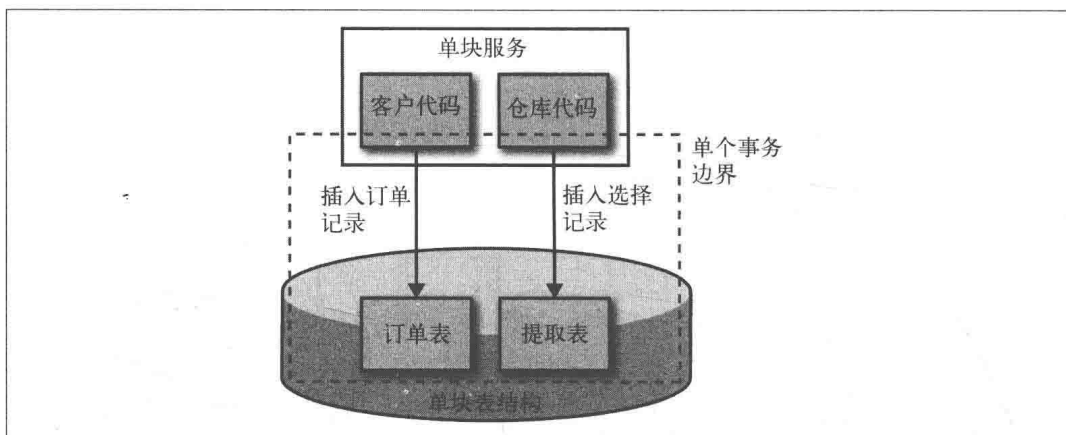 单块服务
客户代码
仓库代码
单个事务
边界
插入订单
记录
插入选择
记录
订单表
提取表
单块表结构